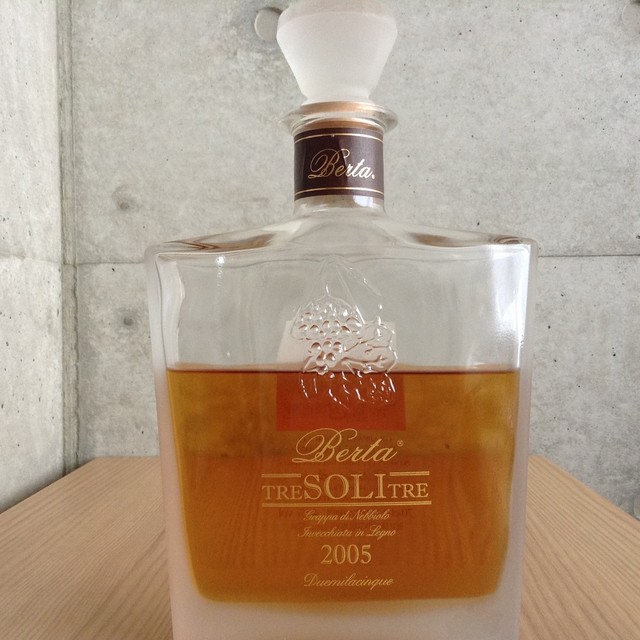 Berta.
Berta®
TRESOLITRE
Grappa di Nebbiolo
Invecchiata in Legno
2005
Duemilacinque